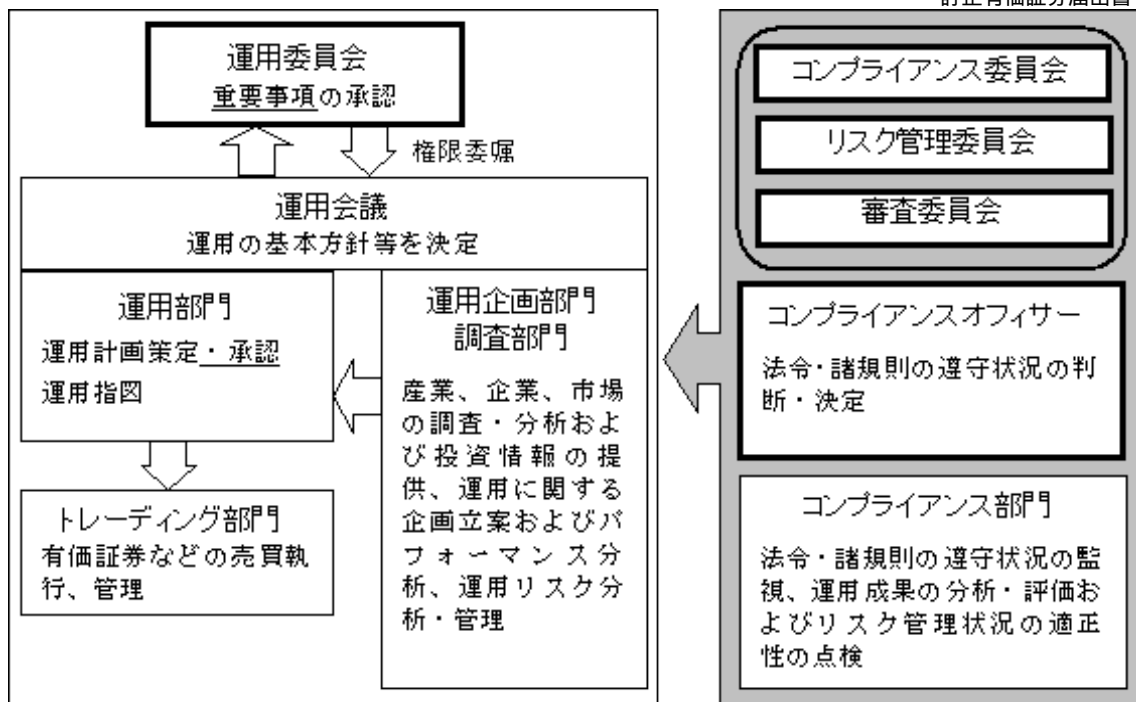 訂正有価証券届出書
運用委員会
重要事項の承認
権限委嘱
運用会議
運用の基本方針等を決定
運用部門
運用計画策定・承認
運用指図
トレーディング部門
有価証券などの売買執
行、管理
運用企画部門
調査部門
産業、企業、市場
の調査・分析およ
び投資情報の提
供、運用に関する
企画立案およびパ
フォーマンス分
析、運用リスク分
析・管理
コンプライアンス委員会
リスク管理委員会
審査委員会
コンプライアンスオフィサー
法令・諸規則の遵守状況の判
断・決定
コンプライアンス部門
法令・諸規則の遵守状況の監
視、運用成果の分析・評価お
よびリスク管理状況の適正
性の点検